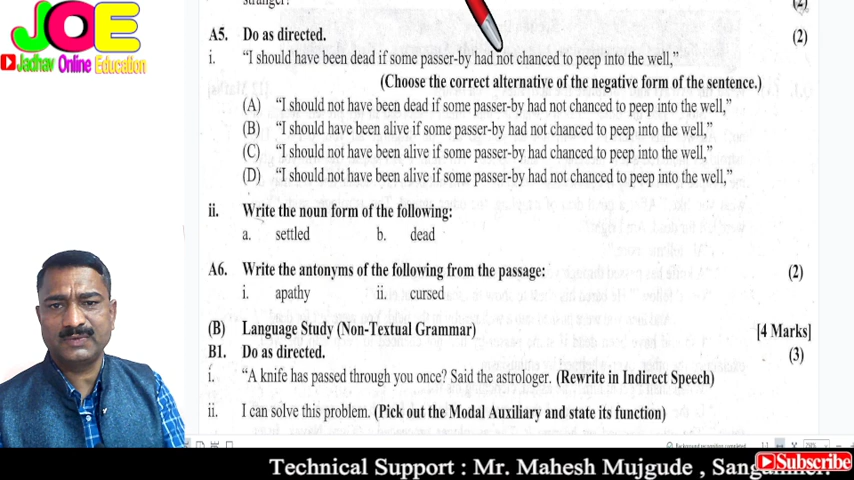 stranger?
(2)
JOE
Jadhav Online Education
A5. Do as directed. (2)
i. "I should have been dead if some passer-by had not chanced to peep into the well,"
(Choose the correct alternative of the negative form of the sentence.)
(A) "I should not have been dead if some passer-by had not chanced to peep into the well,"
(B) "I should have been alive if some passer-by had not chanced to peep into the well,"
(C) "I should not have been alive if some passer-by had chanced to peep into the well,"
(D) "I should not have been alive if some passer-by had not chanced to peep into the well,"
ii. Write the noun form of the following:
a. settled b. dead
A6. Write the antonyms of the following from the passage: (2)
i. apathy ii. cursed
(B) Language Study (Non-Textual Grammar) [4 Marks]
B1. Do as directed. (3)
i. "A knife has passed through you once? Said the astrologer. (Rewrite in Indirect Speech)
ii. I can solve this problem. (Pick out the Modal Auxiliary and state its function)
Technical Support : Mr. Mahesh Mujgude , Sangamner.
Subscribe